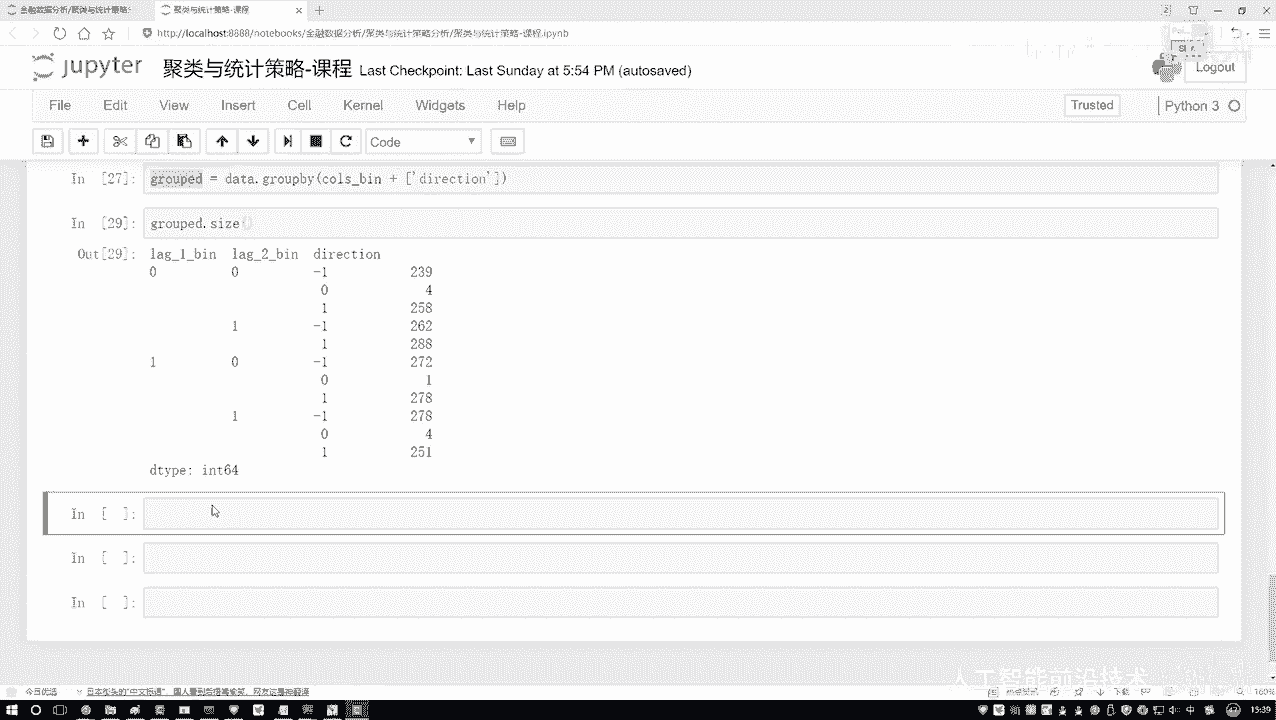 金融数据分析/聚类与统计策略
聚类与统计策略-课程
http://localhost:8888/notebooks/金融数据分析/聚类与统计策略分析/聚类与统计策略-课程.ipynb
jupyter 聚类与统计策略-课程 Last Checkpoint: Last Sunday at 5:54 PM (autosaved)
Logout
File Edit View Insert Cell Kernel Widgets Help
Trusted
Python 3
Code
In [27]: grouped = data.groupby(cols_bin + ['direction'])
In [29]: grouped.size()
Out[29]: lag_1_bin lag_2_bin direction
0 0 -1 239
0 4
1 258
1 -1 262
1 288
1 0 -1 272
0 1
1 278
1 -1 278
0 4
1 251
dtype: int64
In [ ]:
In [ ]:
In [ ]:
人工智能前沿技术
今日优选
160%
中
15:39